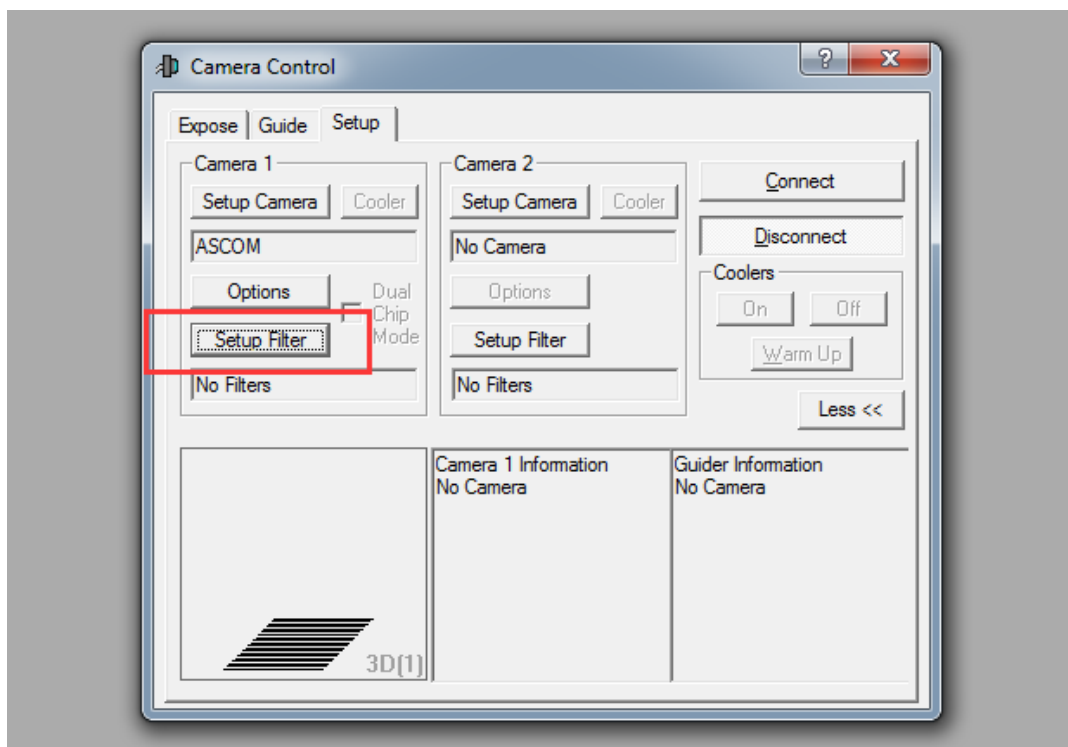 Camera Control
Expose Guide Setup
Camera 1
Setup Camera Cooler
ASCOM
Options
Dual
Chip
Mode
Setup Filter
No Filters
Camera 2
Setup Camera Cooler
No Camera
Options
Setup Filter
No Filters
Connect
Disconnect
Coolers
On Off
Warm Up
Less <<
3D(1)
Camera 1 Information
No Camera
Guider Information
No Camera